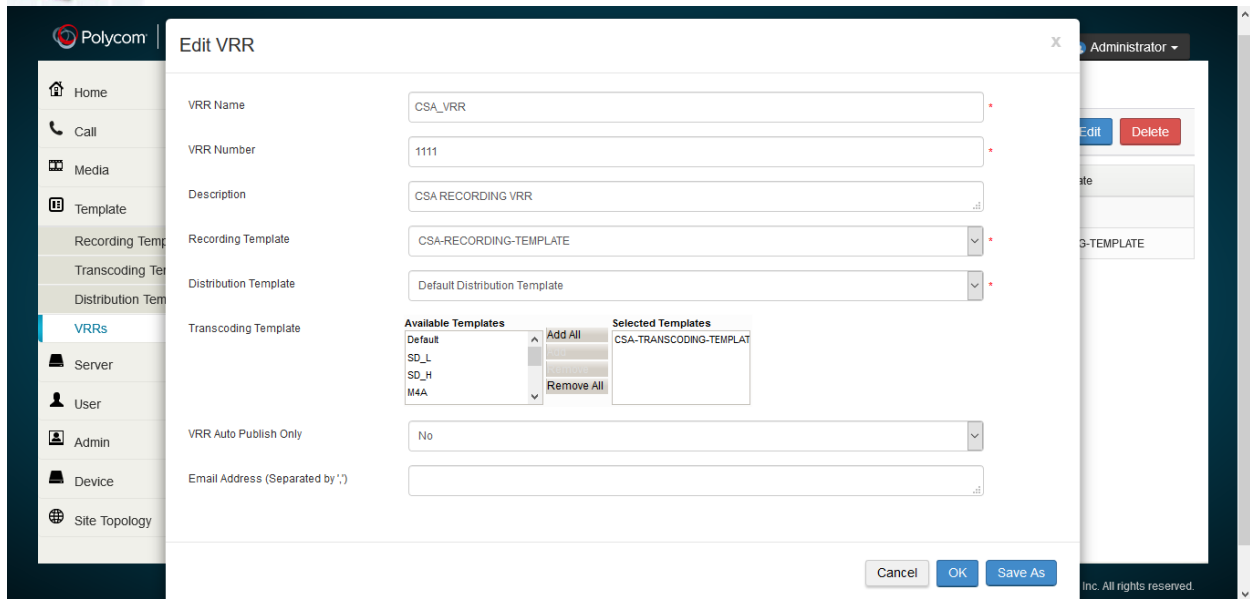 Polycom
Edit VRR
x
Administrator
Home
Call
Media
Template
Recording Temp
Transcoding Ter
Distribution Tem
VRRs
Server
User
Admin
Device
Site Topology
VRR Name
CSA_VRR
*
VRR Number
1111
*
Description
CSA RECORDING VRR
Recording Template
CSA-RECORDING-TEMPLATE
*
Distribution Template
Default Distribution Template
*
Transcoding Template
Available Templates
Default
SD_L
SD_H
M4A
Add All
Remove All
Selected Templates
CSA-TRANSCODING-TEMPLAT
VRR Auto Publish Only
No
Email Address (Separated by ',')
Cancel
OK
Save As
Edit
Delete
ate
G-TEMPLATE
Inc. All rights reserved.